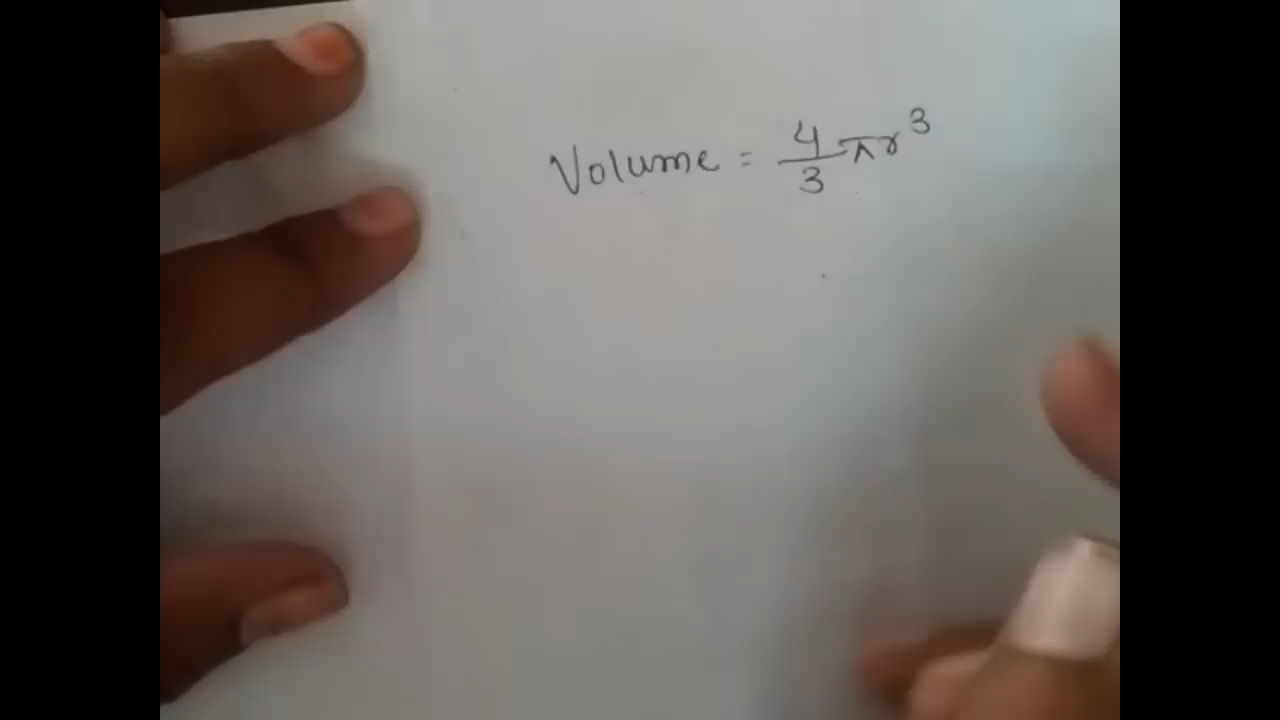 Volume = 4/3 πr³